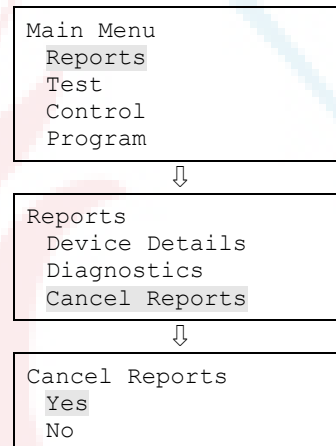 Main Menu
Reports
Test
Control
Program
⇩
Reports
Device Details
Diagnostics
Cancel Reports
⇩
Cancel Reports
Yes
No